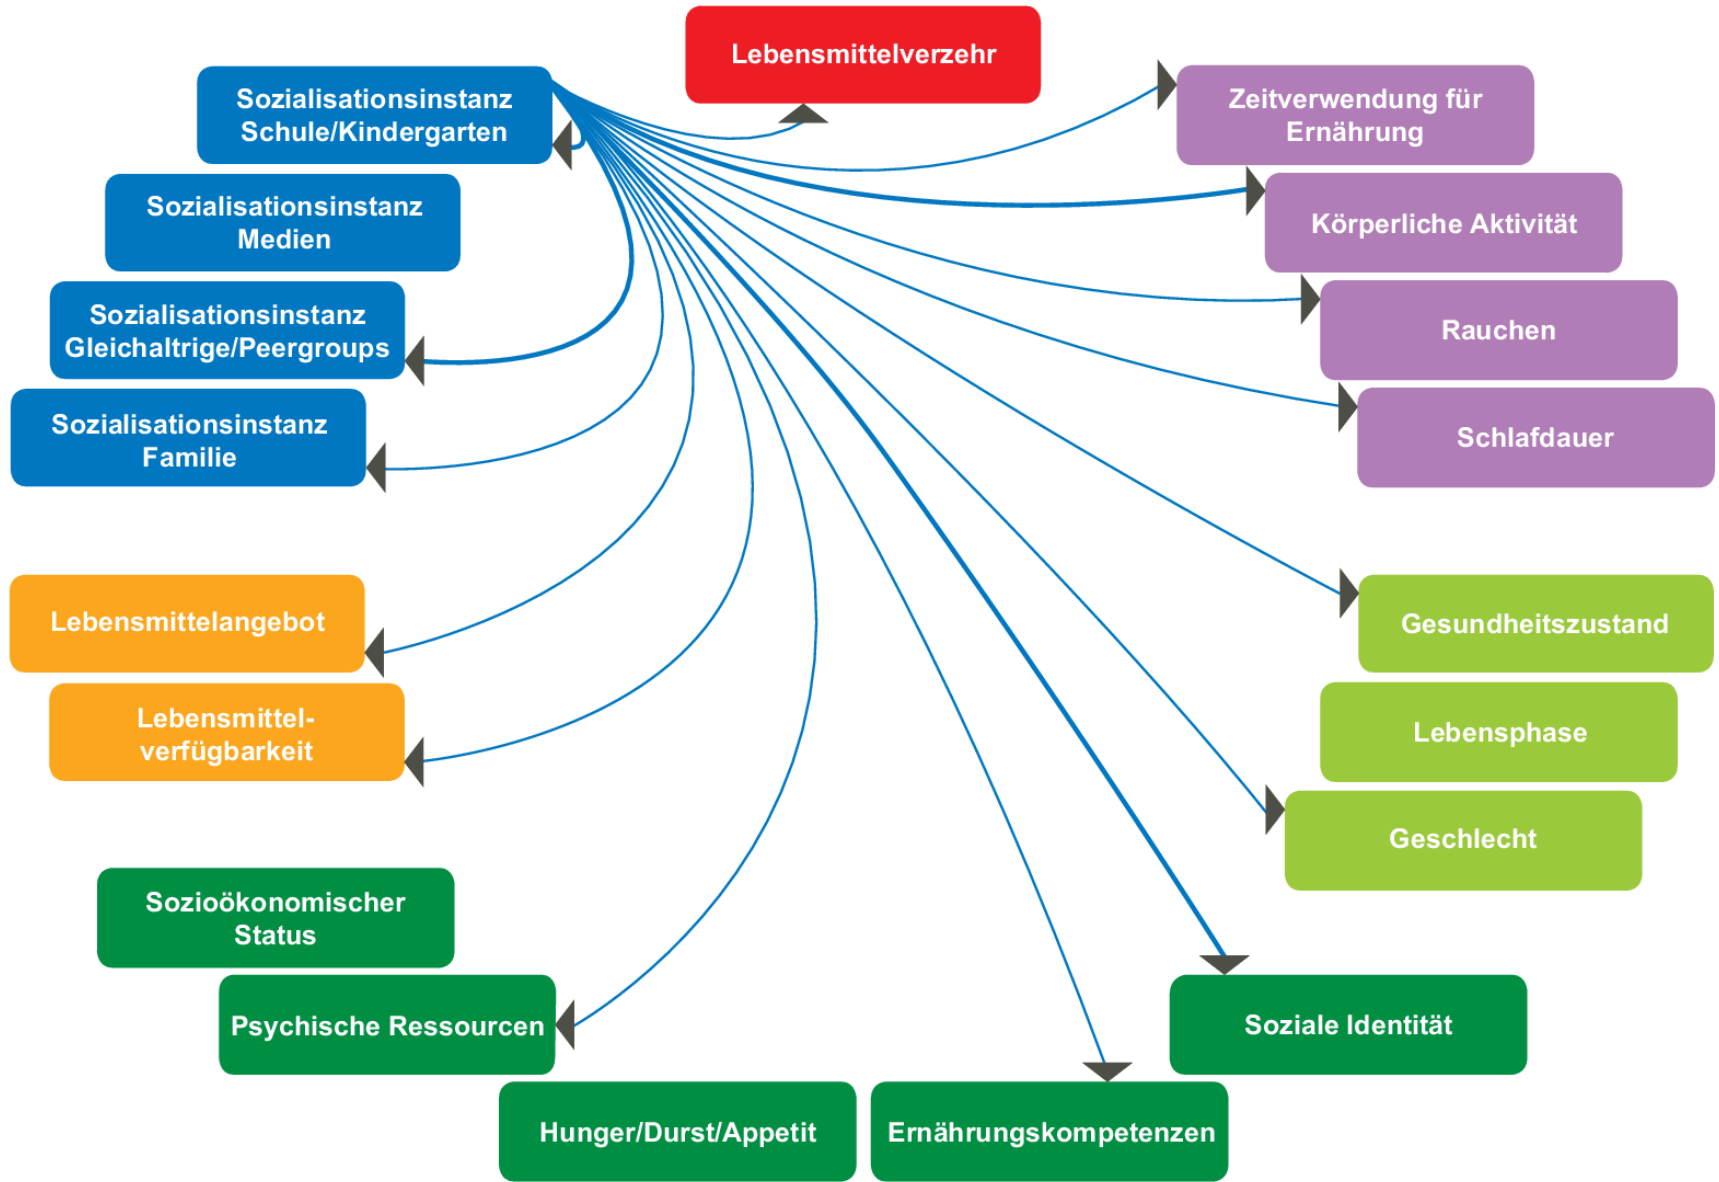 Lebensmittelverzehr
Sozialisationsinstanz
Schule/Kindergarten
Zeitverwendung für
Ernährung
Sozialisationsinstanz
Medien
Körperliche Aktivität
Sozialisationsinstanz
Gleichaltrige/Peergroups
Rauchen
Sozialisationsinstanz
Familie
Schlafdauer
Lebensmittelangebot
Gesundheitszustand
Lebensmittel-
verfügbarkeit
Lebensphase
Geschlecht
Sozioökonomischer
Status
Psychische Ressourcen
Soziale Identität
Hunger/Durst/Appetit
Ernährungskompetenzen